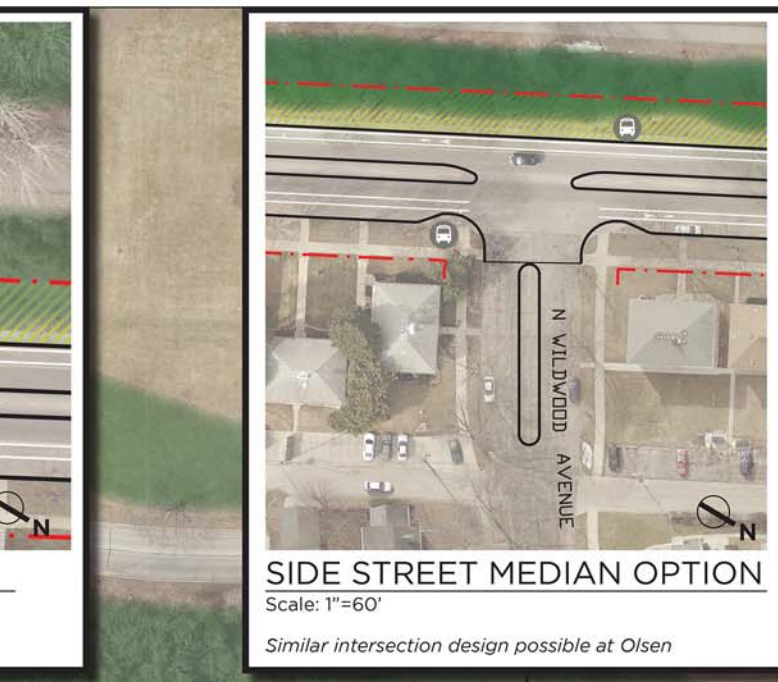 N WILDWOOD AVENUE
N
N
SIDE STREET MEDIAN OPTION
Scale: 1"=60'
Similar intersection design possible at Olsen